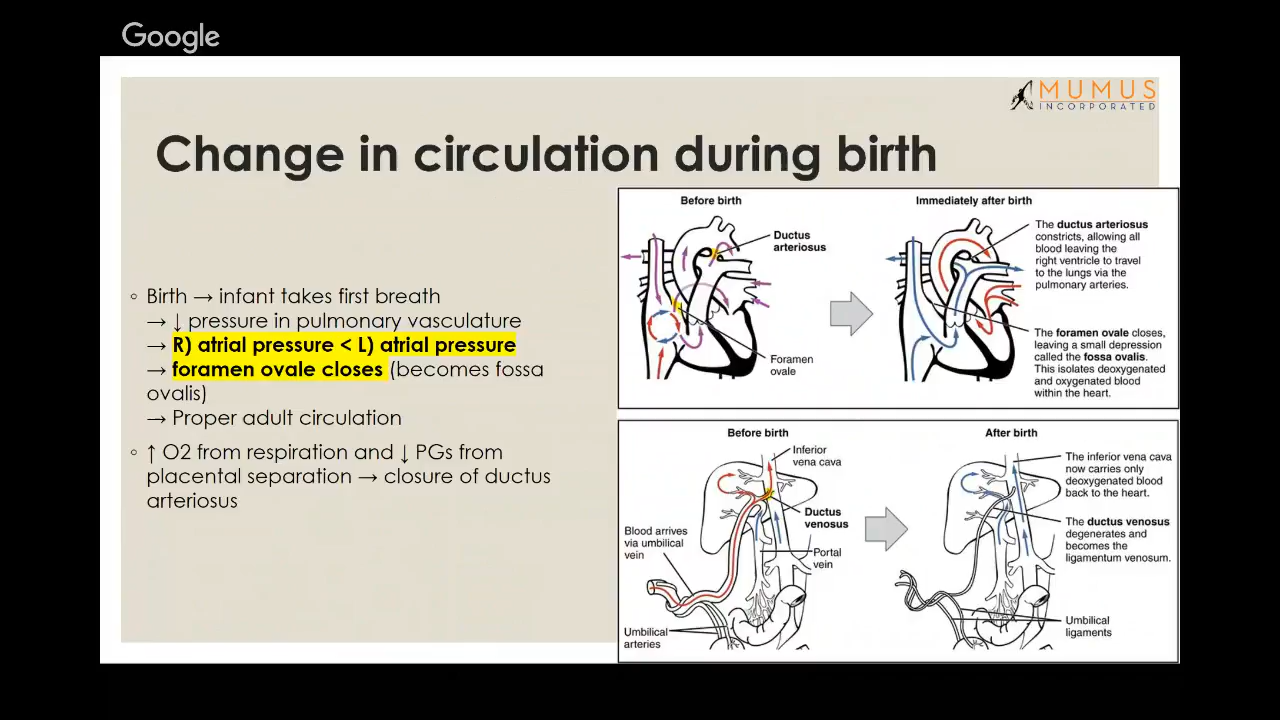 Google
MUMUS
INCORPORATED
Change in circulation during birth
◦ Birth → infant takes first breath
→ ↓ pressure in pulmonary vasculature
→ R) atrial pressure < L) atrial pressure
→ foramen ovale closes (becomes fossa
ovalis)
→ Proper adult circulation
◦ ↑ O2 from respiration and ↓ PGs from
placental separation → closure of ductus
arteriosus
Before birth
Ductus
arteriosus
Foramen
ovale
Immediately after birth
The ductus arteriosus
constricts, allowing all
blood leaving the
right ventricle to travel
to the lungs via the
pulmonary arteries.
The foramen ovale closes,
leaving a small depression
called the fossa ovalis.
This isolates deoxygenated
and oxygenated blood
within the heart.
Before birth
Inferior
vena cava
Ductus
venosus
Blood arrives
via umbilical
vein
Portal
vein
Umbilical
arteries
After birth
The inferior vena cava
now carries only
deoxygenated blood
back to the heart.
The ductus venosus
degenerates and
becomes the
ligamentum venosum.
Umbilical
ligaments